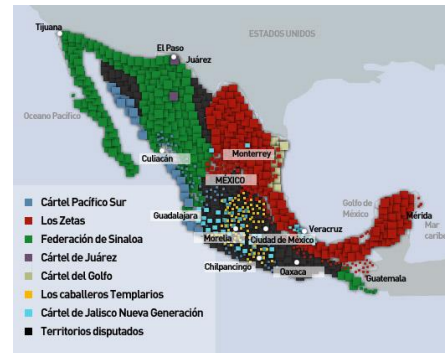 Tijuana
ESTADOS UNIDOS
El Paso
Juárez
Oceano Pacífico
Culiacán
Monterrey
MÉXICO
Golfo de
México
Mérida
Mar
caribe
Guadalajara
Veracruz
Morelia
Ciudad de México
Chilpancingo
Oaxaca
Guatemala
Cártel Pacífico Sur
Los Zetas
Federación de Sinaloa
Cártel de Juárez
Cártel del Golfo
Los caballeros Templarios
Cártel de Jalisco Nueva Generación
Territorios disputados